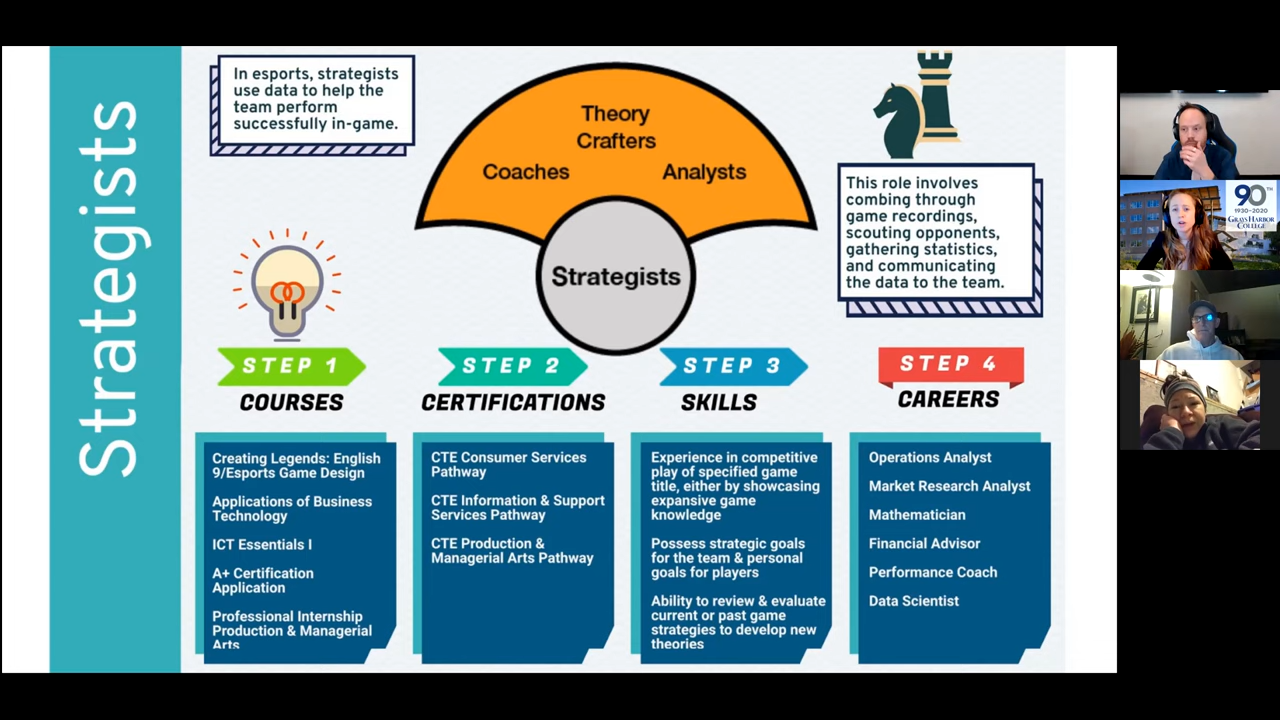 Strategists
In esports, strategists
use data to help the
team perform
successfully in-game.
Theory
Crafters
Coaches
Analysts
Strategists
This role involves
combing through
game recordings,
scouting opponents,
gathering statistics,
and communicating
the data to the team.
STEP 1
COURSES
Creating Legends: English
9/Esports Game Design
Applications of Business
Technology
ICT Essentials I
A+ Certification
Application
Professional Internship
Production & Managerial
Arts
STEP 2
CERTIFICATIONS
CTE Consumer Services
Pathway
CTE Information & Support
Services Pathway
CTE Production &
Managerial Arts Pathway
STEP 3
SKILLS
Experience in competitive
play of specified game
title, either by showcasing
expansive game
knowledge
Possess strategic goals
for the team & personal
goals for players
Ability to review & evaluate
current or past game
strategies to develop new
theories
STEP 4
CAREERS
Operations Analyst
Market Research Analyst
Mathematician
Financial Advisor
Performance Coach
Data Scientist
90TH
1930-2020
GRAYS HARBOR
COLLEGE